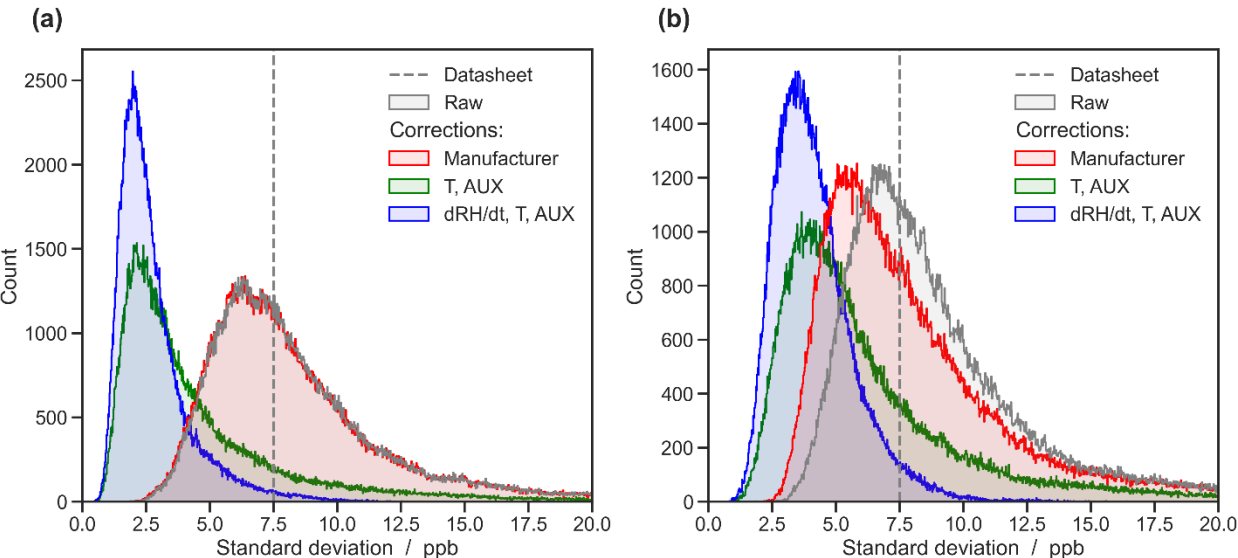 (a)
2500
2000
1500
1000
500
0
Count
0.0 2.5 5.0 7.5 10.0 12.5 15.0 17.5 20.0
Standard deviation / ppb
Datasheet
Raw
Corrections:
Manufacturer
T, AUX
dRH/dt, T, AUX
(b)
1600
1400
1200
1000
800
600
400
200
0
Count
0.0 2.5 5.0 7.5 10.0 12.5 15.0 17.5 20.0
Standard deviation / ppb
Datasheet
Raw
Corrections:
Manufacturer
T, AUX
dRH/dt, T, AUX